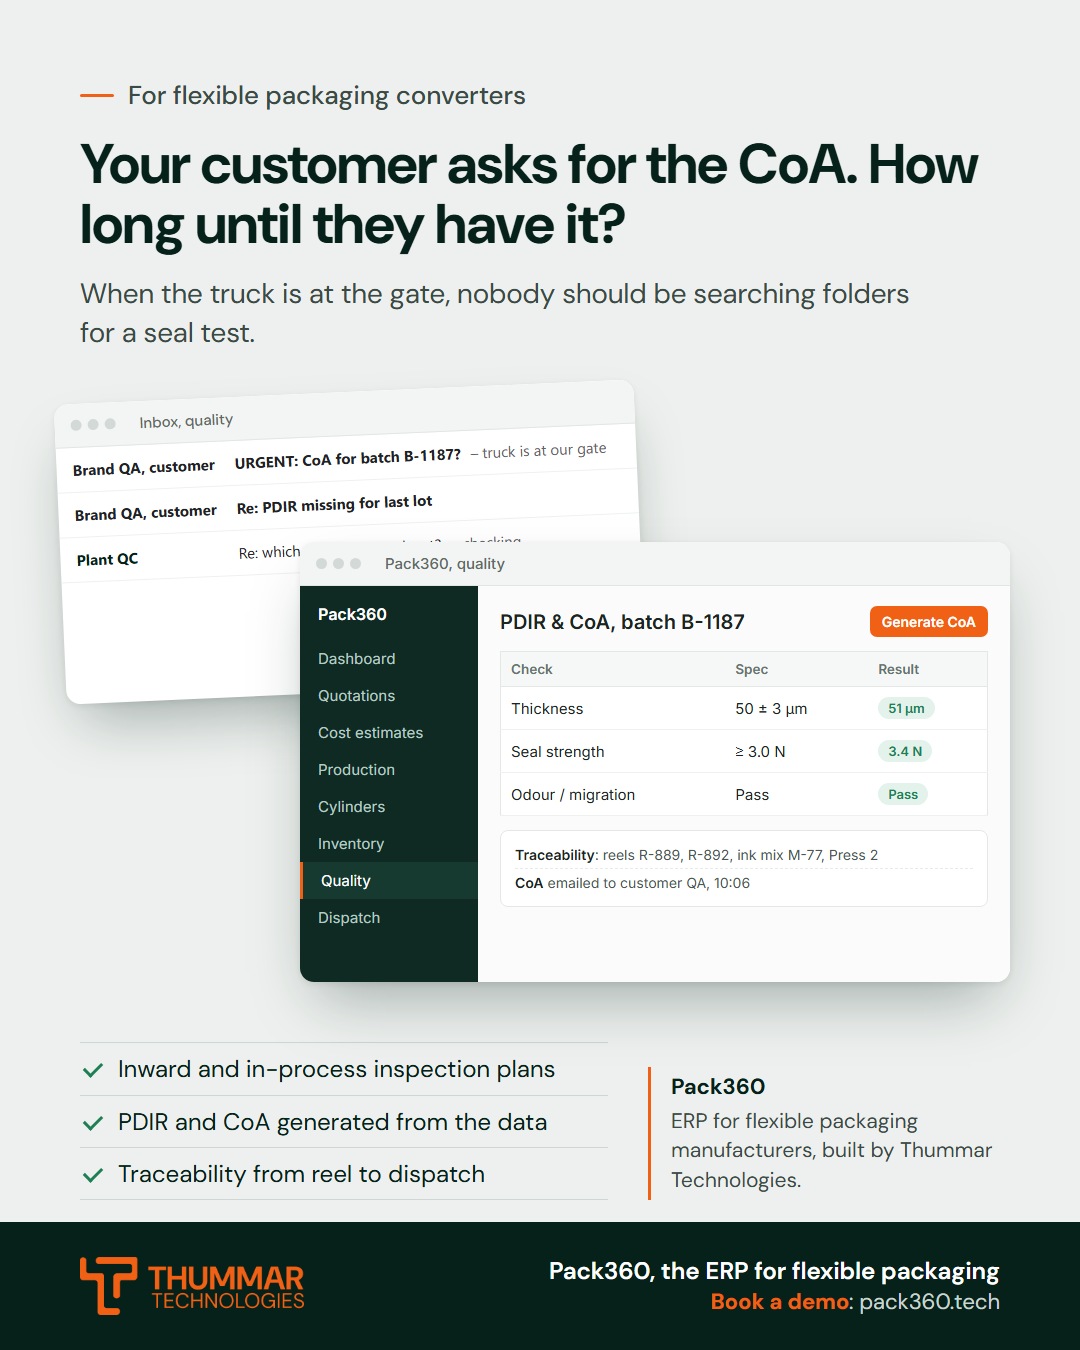 For flexible packaging converters
Your customer asks for the CoA. How
long until they have it?
When the truck is at the gate, nobody should be searching folders
for a seal test.
Inbox, quality
Brand QA, customer URGENT: CoA for batch B-1187? – truck is at our gate
Brand QA, customer Re: PDIR missing for last lot
Plant QC Re: which
Pack360, quality
Pack360
Dashboard
Quotations
Cost estimates
Production
Cylinders
Inventory
Quality
Dispatch
PDIR & CoA, batch B-1187 Generate CoA
Check Spec Result
Thickness 50 ± 3 µm 51 µm
Seal strength ≥ 3.0 N 3.4 N
Odour / migration Pass Pass
Traceability: reels R-889, R-892, ink mix M-77, Press 2
CoA emailed to customer QA, 10:06
Inward and in-process inspection plans
PDIR and CoA generated from the data
Traceability from reel to dispatch
Pack360
ERP for flexible packaging
manufacturers, built by Thummar
Technologies.
THUMMAR
TECHNOLOGIES
Pack360, the ERP for flexible packaging
Book a demo: pack360.tech